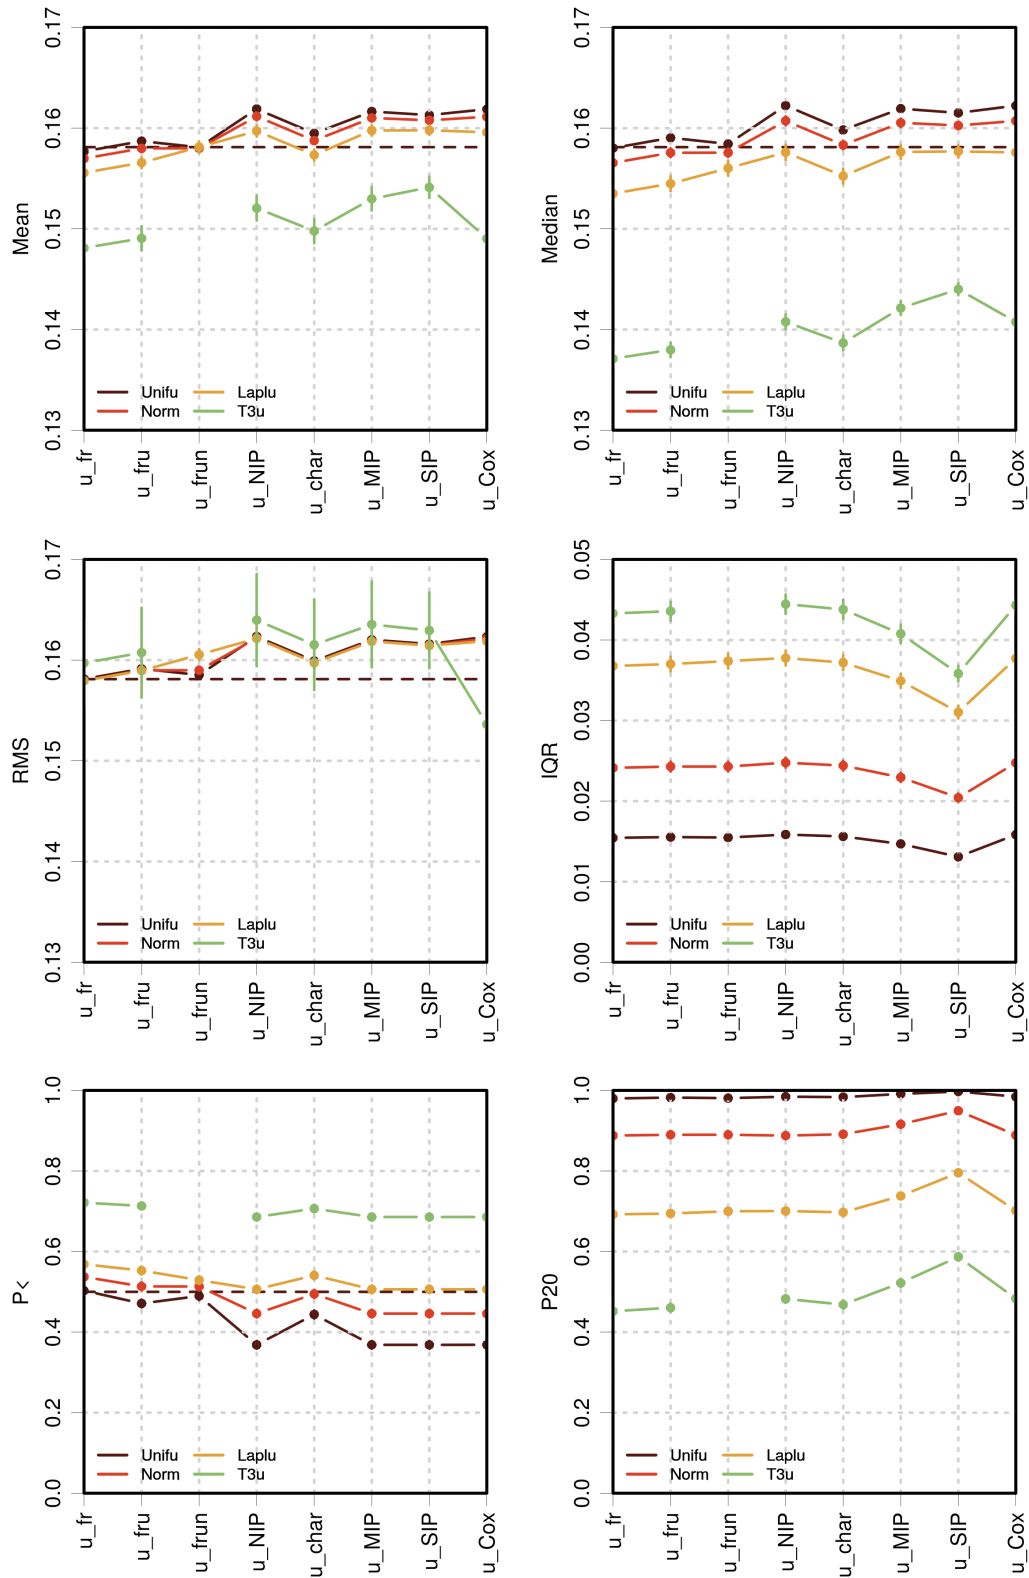 Mean
0.17
0.16
0.15
0.14
0.13
Unifu Laplu
Norm T3u
u_fr u_fru u_frun u_NIP u_char u_MIP u_SIP u_Cox
Median
0.17
0.16
0.15
0.14
0.13
Unifu Laplu
Norm T3u
u_fr u_fru u_frun u_NIP u_char u_MIP u_SIP u_Cox
RMS
0.17
0.16
0.15
0.14
0.13
Unifu Laplu
Norm T3u
u_fr u_fru u_frun u_NIP u_char u_MIP u_SIP u_Cox
IQR
0.05
0.04
0.03
0.02
0.01
0.00
Unifu Laplu
Norm T3u
u_fr u_fru u_frun u_NIP u_char u_MIP u_SIP u_Cox
P<
1.0
0.8
0.6
0.4
0.2
0.0
Unifu Laplu
Norm T3u
u_fr u_fru u_frun u_NIP u_char u_MIP u_SIP u_Cox
P20
1.0
0.8
0.6
0.4
0.2
0.0
Unifu Laplu
Norm T3u
u_fr u_fru u_frun u_NIP u_char u_MIP u_SIP u_Cox